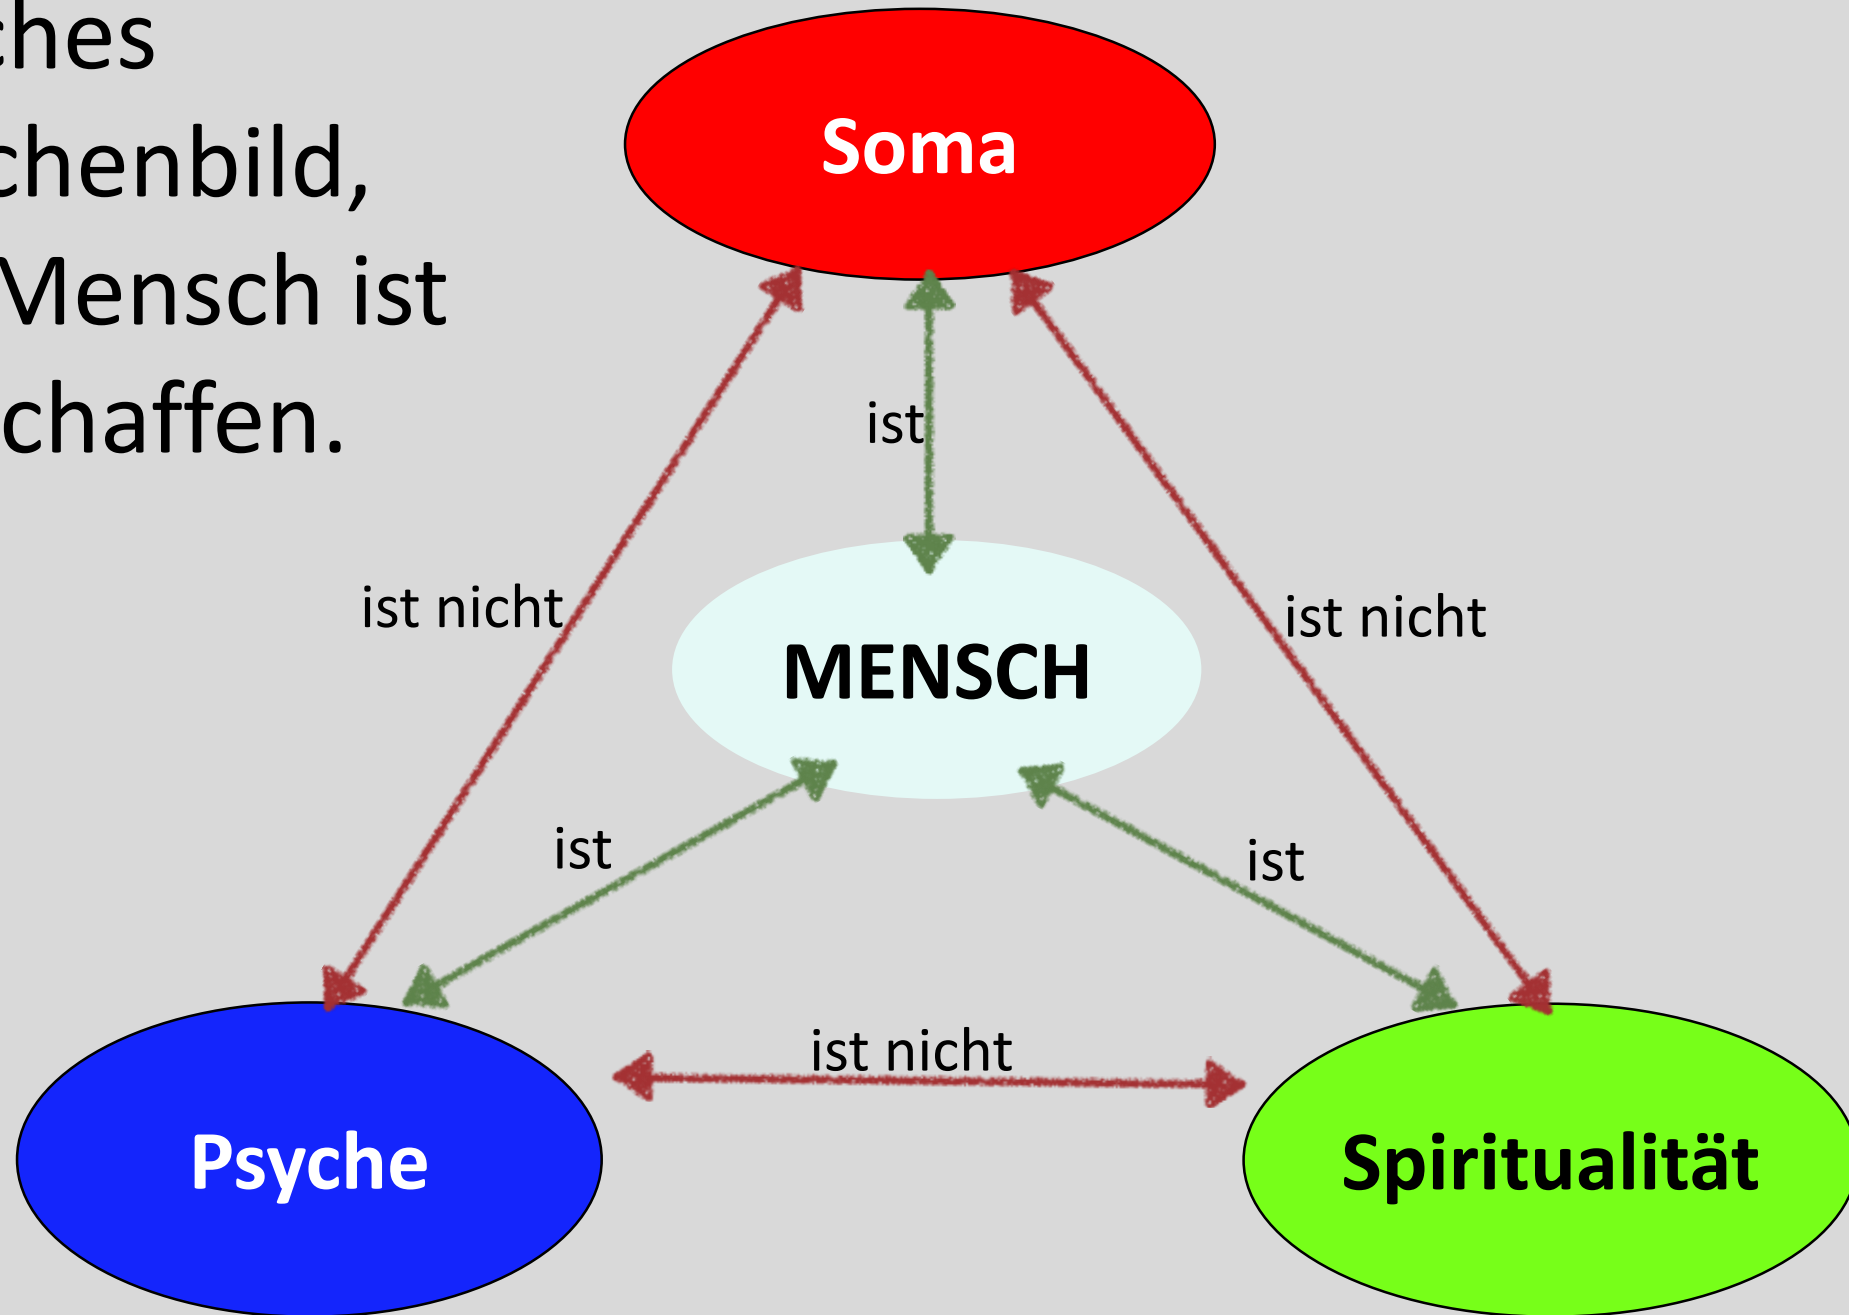 ches
chenbild,
Mensch ist
chaffen.
Soma
ist
ist nicht
ist nicht
MENSCH
ist
ist
ist nicht
Psyche
Spiritualität